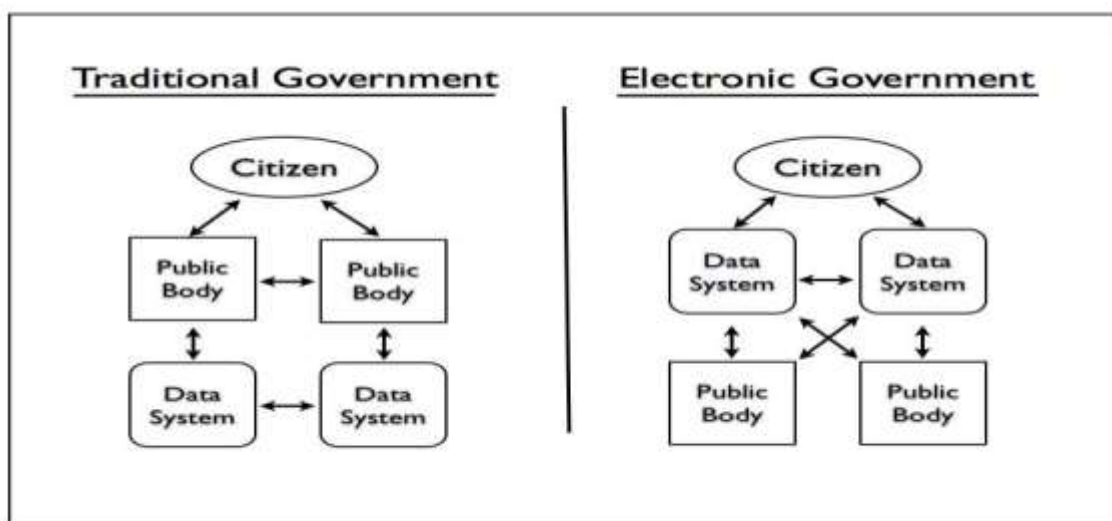 Traditional Government
Citizen
Public
Body
Public
Body
Data
System
Data
System
Electronic Government
Citizen
Data
System
Data
System
Public
Body
Public
Body